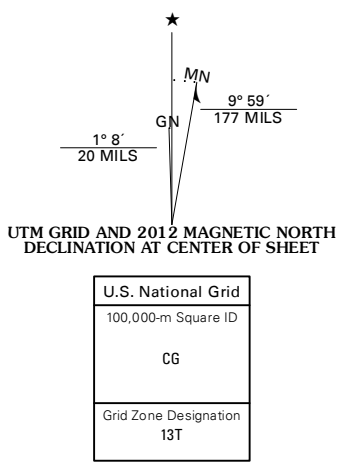 ★
MN
9° 59´
177 MILS
GN
1° 8´
20 MILS
UTM GRID AND 2012 MAGNETIC NORTH
DECLINATION AT CENTER OF SHEET
U.S. National Grid
100,000-m Square ID
CG
Grid Zone Designation
13T